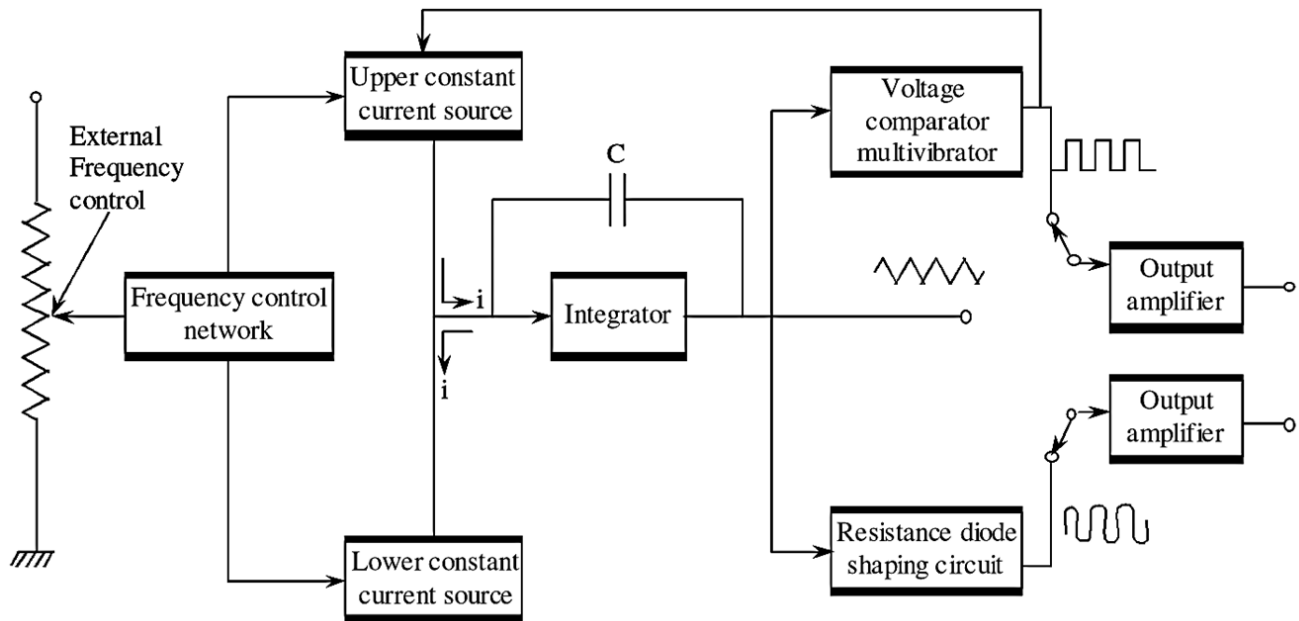 Upper constant
current source
Voltage
comparator
multivibrator
External
Frequency
control
C
Frequency control
network
i
Integrator
i
Output
amplifier
Output
amplifier
Lower constant
current source
Resistance diode
shaping circuit